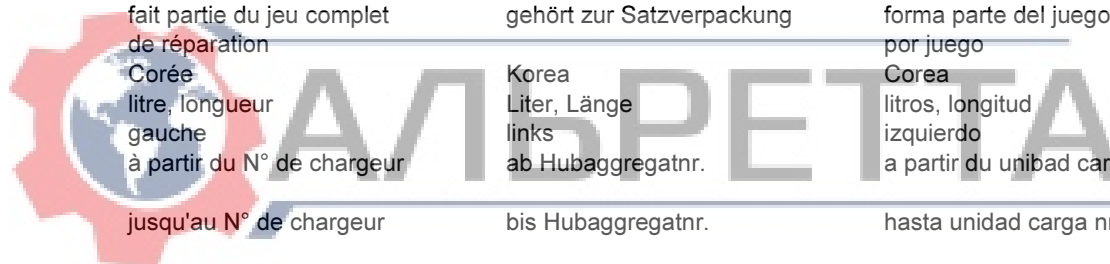 fait partie du jeu complet gehört zur Satzverpackung forma parte del juego
de réparation por juego
Corée Korea Corea
litre, longueur Liter, Länge litros, longitud
gauche links izquierdo
АЛЬРЕТТА
à partir du N° de chargeur ab Hubaggregatnr. a partir du unibad car
jusqu'au N° de chargeur bis Hubaggregatnr. hasta unidad carga